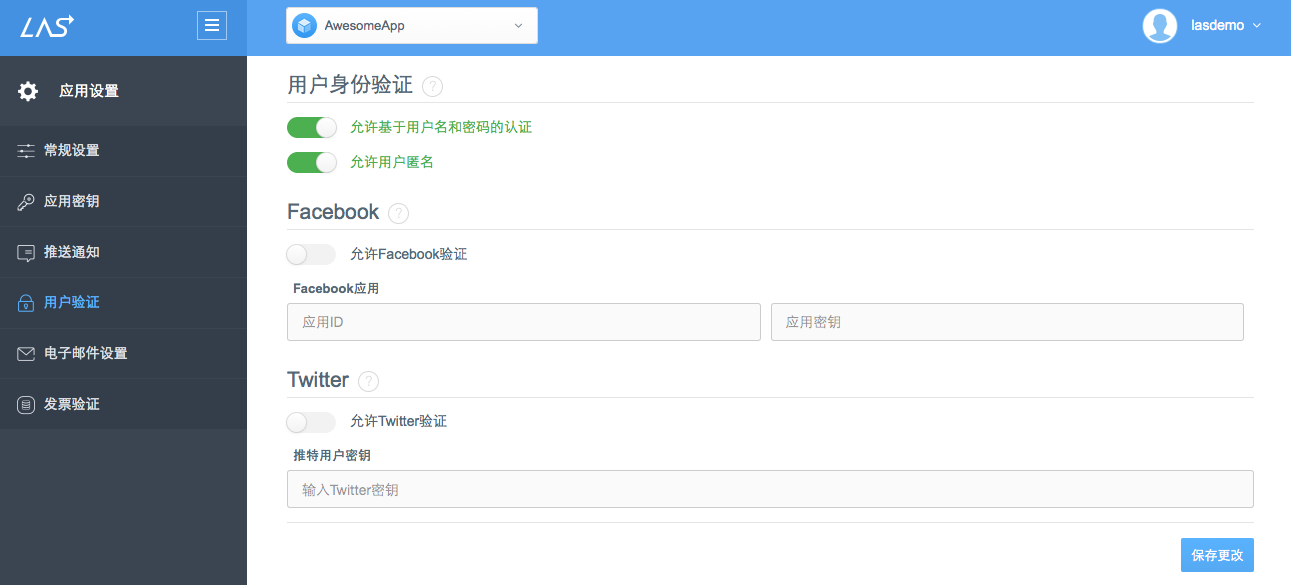 LAS
AwesomeApp
lasdemo
应用设置
常规设置
应用密钥
推送通知
用户验证
电子邮件设置
发票验证
用户身份验证 ?
允许基于用户名和密码的认证
允许用户匿名
Facebook ?
允许Facebook验证
Facebook应用
应用ID
应用密钥
Twitter ?
允许Twitter验证
推特用户密钥
输入Twitter密钥
保存更改